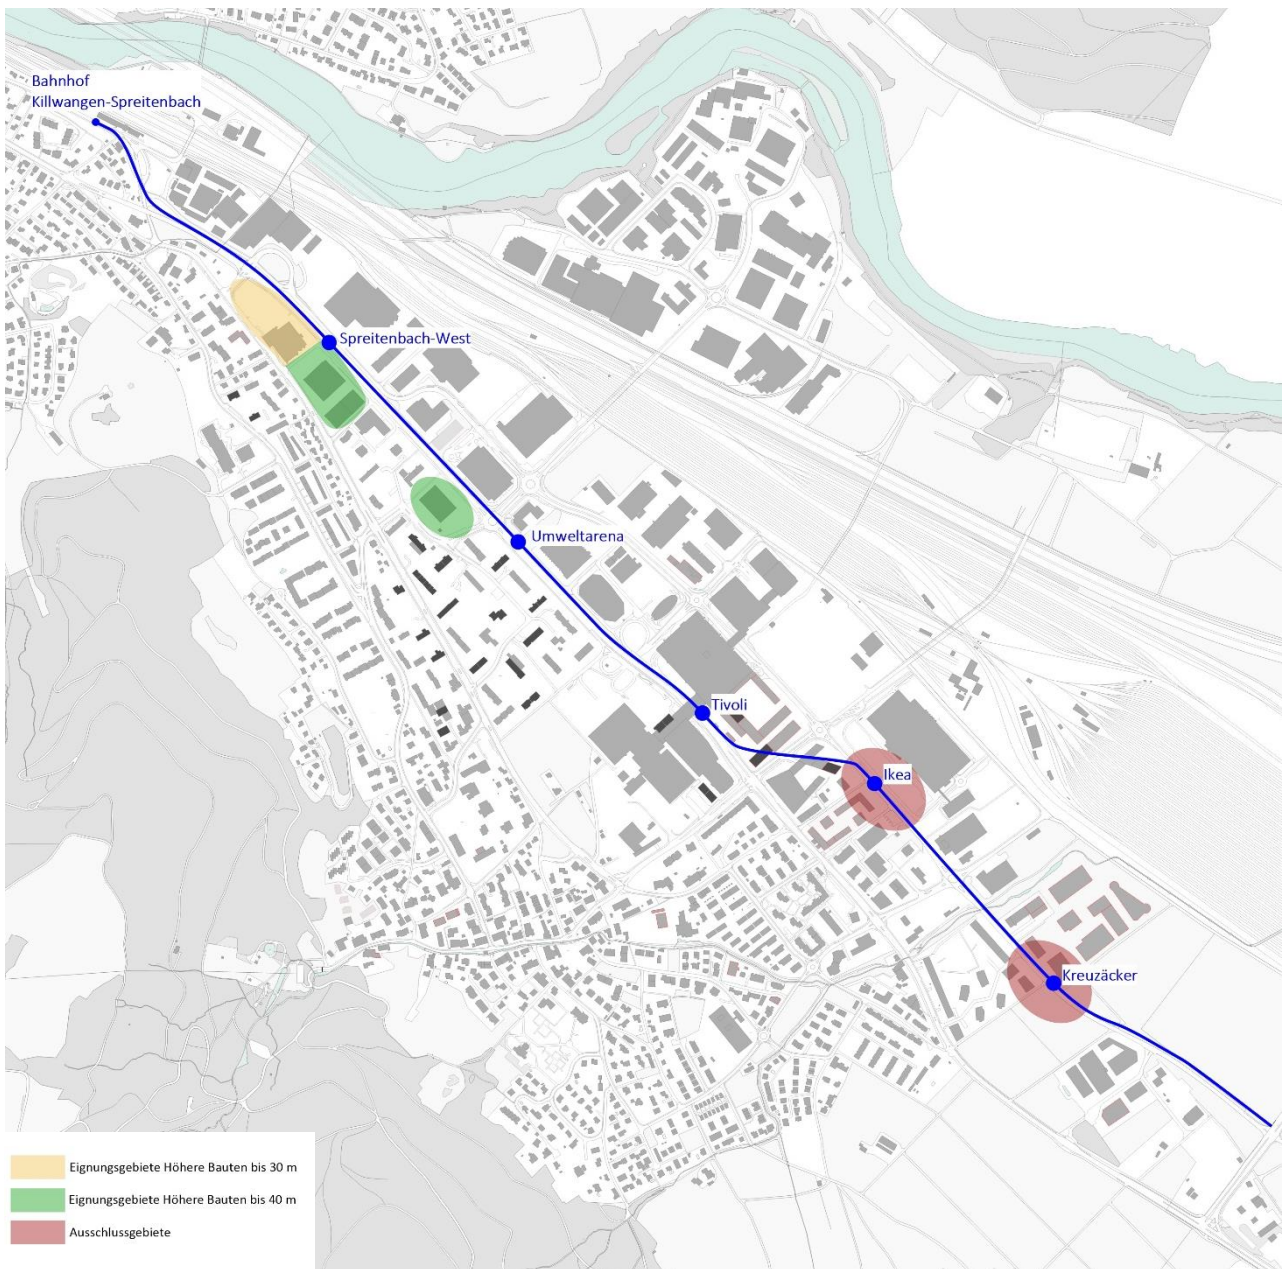 Bahnhof
Killwangen-Spreitenbach
Spreitenbach-West
Umweltarena
Tivoli
Ikea
Kreuzäcker
Eignungsgebiete Höhere Bauten bis 30 m
Eignungsgebiete Höhere Bauten bis 40 m
Ausschlussgebiete